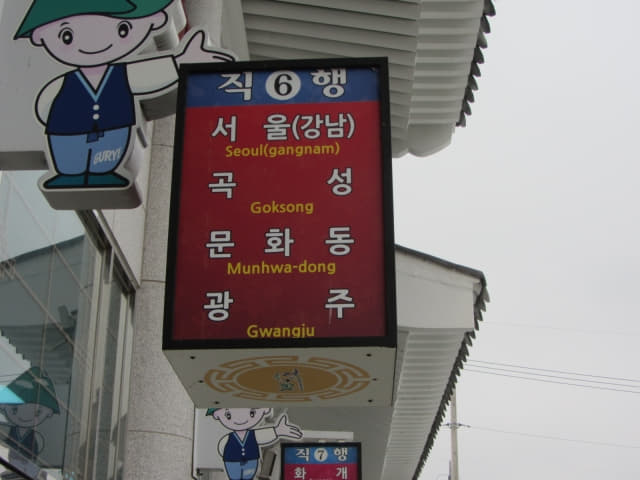 직 6 행
서 울(강남)
Seoul(gangnam)
곡 성
Goksong
문 화 동
Munhwa-dong
광 주
Gwangju
GURYE
직 7 행
화 개